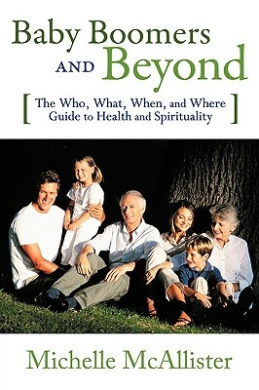 Baby Boomers
AND Beyond
[ The Who, What, When, and Where
Guide to Health and Spirituality ]
Michelle McAllister